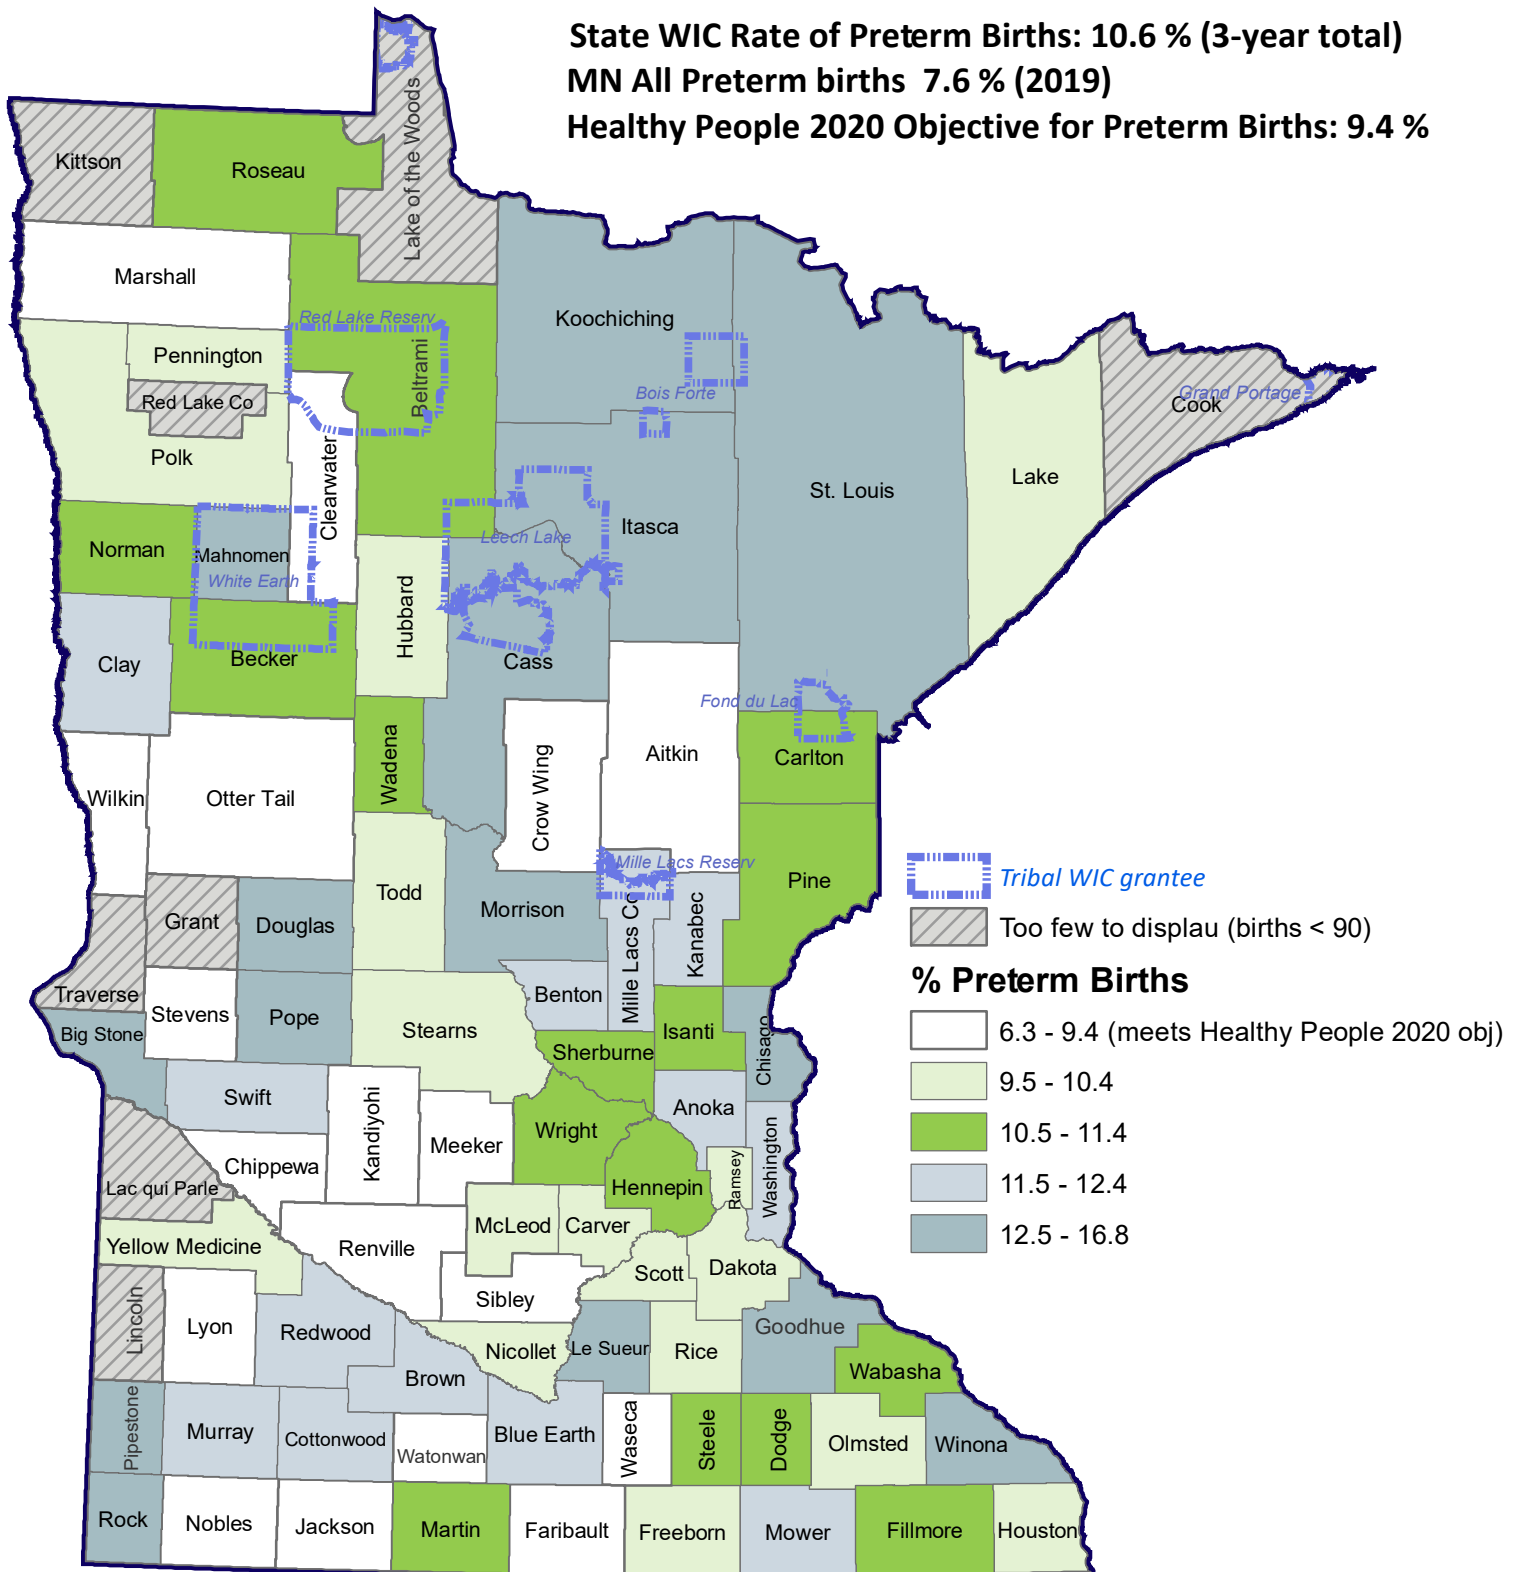 State WIC Rate of Preterm Births: 10.6 % (3-year total)
MN All Preterm births 7.6 % (2019)
Healthy People 2020 Objective for Preterm Births: 9.4 %
Kittson
Roseau
Lake of the Woods
Marshall
Koochiching
Red Lake Reserv
Beltrami
Pennington
Red Lake Co
Polk
Clearwater
Bois Forte
Grand Portage
Cook
Lake
St. Louis
Itasca
Leech Lake
Norman
Mahnomen
White Earth
Hubbard
Cass
Clay
Becker
Fond du Lac
Carlton
Aitkin
Crow Wing
Wadena
Wilkin
Otter Tail
Mille Lacs Reserv
Pine
Todd
Morrison
Mille Lacs Co
Kanabec
Grant
Douglas
Traverse
Stevens
Pope
Big Stone
Stearns
Benton
Sherburne
Isanti
Chisago
Swift
Kandiyohi
Meeker
Wright
Anoka
Washington
Ramsey
Hennepin
Chippewa
Lac qui Parle
Yellow Medicine
Renville
McLeod
Carver
Scott
Dakota
Sibley
Lincoln
Lyon
Redwood
Brown
Nicollet
Le Sueur
Rice
Goodhue
Wabasha
Pipestone
Murray
Cottonwood
Watonwan
Blue Earth
Waseca
Steele
Dodge
Olmsted
Winona
Rock
Nobles
Jackson
Martin
Faribault
Freeborn
Mower
Fillmore
Houston
Tribal WIC grantee
Too few to displau (births < 90)
% Preterm Births
6.3 - 9.4 (meets Healthy People 2020 obj)
9.5 - 10.4
10.5 - 11.4
11.5 - 12.4
12.5 - 16.8